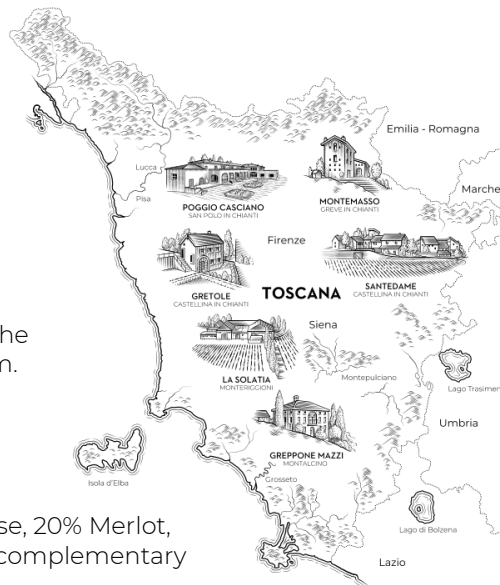 Emilia - Romagna
Lucca
Marche
Pisa
POGGIO CASCIANO
SAN POLO IN CHIANTI
MONTEMASSO
GREVE IN CHIANTI
Firenze
GRETOLE
CASTELLINA IN CHIANTI
TOSCANA
SANTEDAME
CASTELLINA IN CHIANTI
Siena
he
m.
LA SOLATIA
MONTERIGGIONI
Montepulciano
Lago Trasimen
Umbria
GREPPONE MAZZI
MONTALCINO
Isola d'Elba
Grosseto
se, 20% Merlot,
complementary
Lago di Bolzena
Lazio